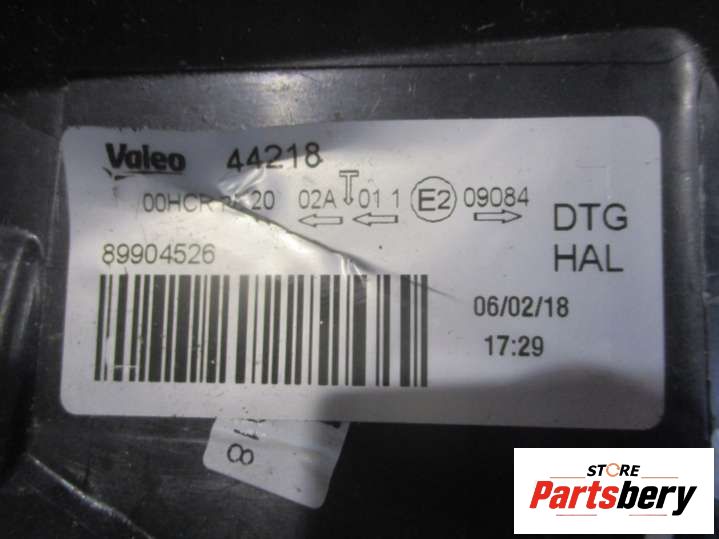 Valeo 44218
00HCR 20 02A 01 1 E2 09084
DTG
HAL
89904526
06/02/18
17:29
STORE
Partsbery